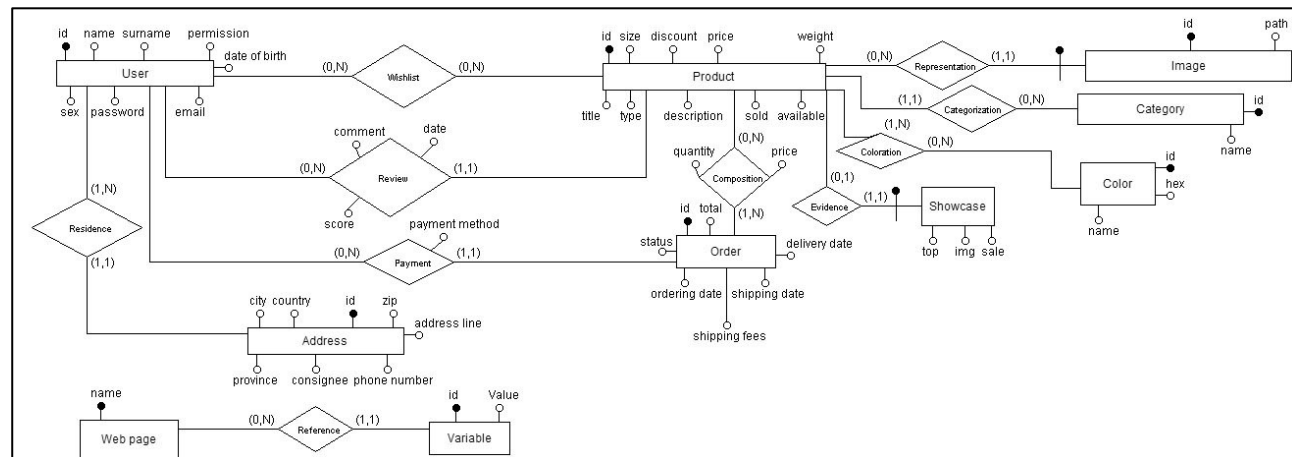 id name surname permission
date of birth
User
sex password email
(0,N) Wishlist (0,N)
id size discount price weight
Product
title type description sold available
(0,N) Representation (1,1)
id path
Image
(1,1) Categorization (0,N)
Category
id
name
(1,N)
Coloration
(0,N)
Color
id
hex
name
comment date
(0,N) Review (1,1)
score
(0,N)
quantity price
Composition
(1,N)
(0,1)
Evidence
(1,1)
Showcase
top img sale
(1,N)
Residence
(1,1)
payment method
(0,N) Payment (1,1)
id total
status
Order
delivery date
ordering date shipping date
shipping fees
city country id zip
address line
Address
province consignee phone number
name
Web page
(0,N) Reference (1,1)
id Value
Variable